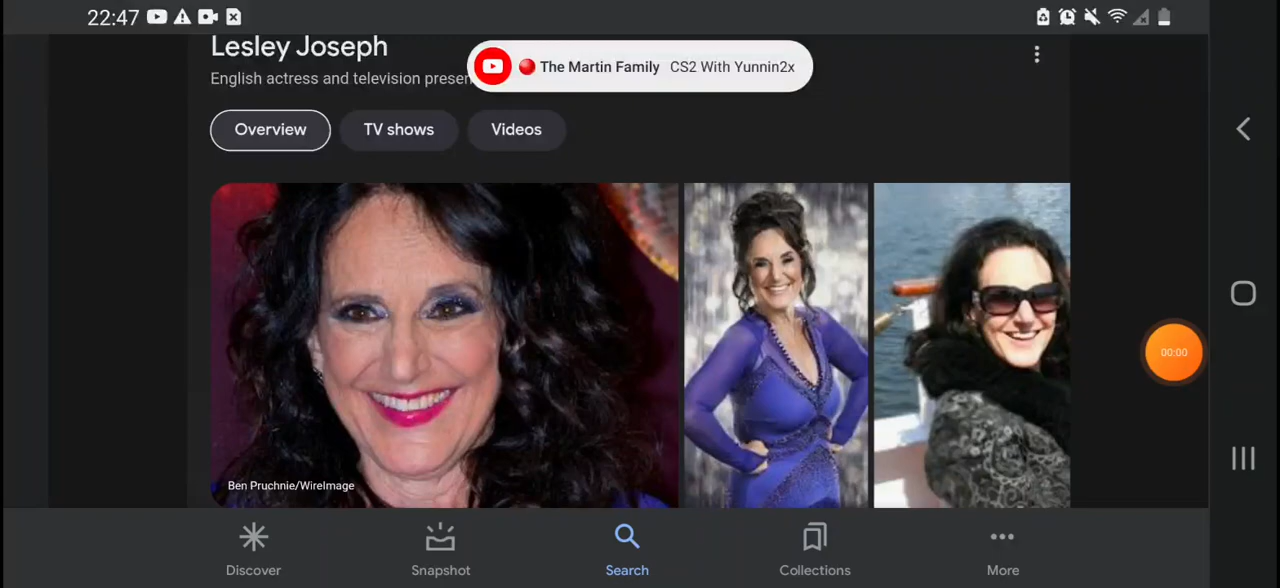 22:47
Lesley Joseph
English actress and television presen
The Martin Family CS2 With Yunnin2x
Overview
TV shows
Videos
00:00
Ben Pruchnie/WireImage
Discover
Snapshot
Search
Collections
More